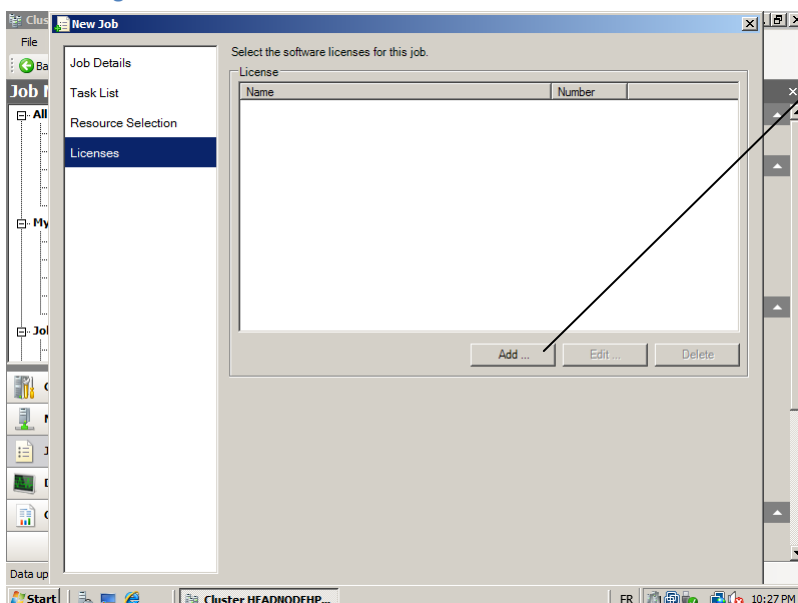 Clus
New Job
File
Ba
Job
All
My
Jol
Job Details
Task List
Resource Selection
Licenses
Select the software licenses for this job.
License
Name Number
Add ... Edit ... Delete
Data up
Start Cluster HEADNODEHP... FR 10:27 PM